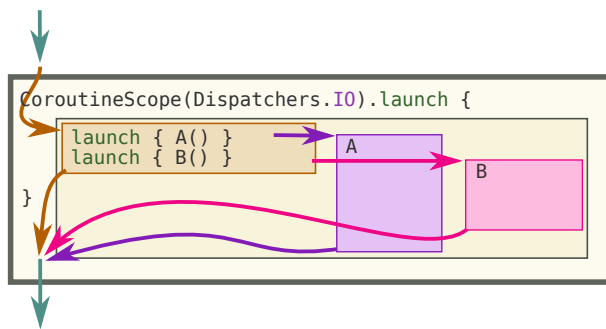 CoroutineScope(Dispatchers.IO).launch {
launch { A() }
launch { B() }
A
B
}